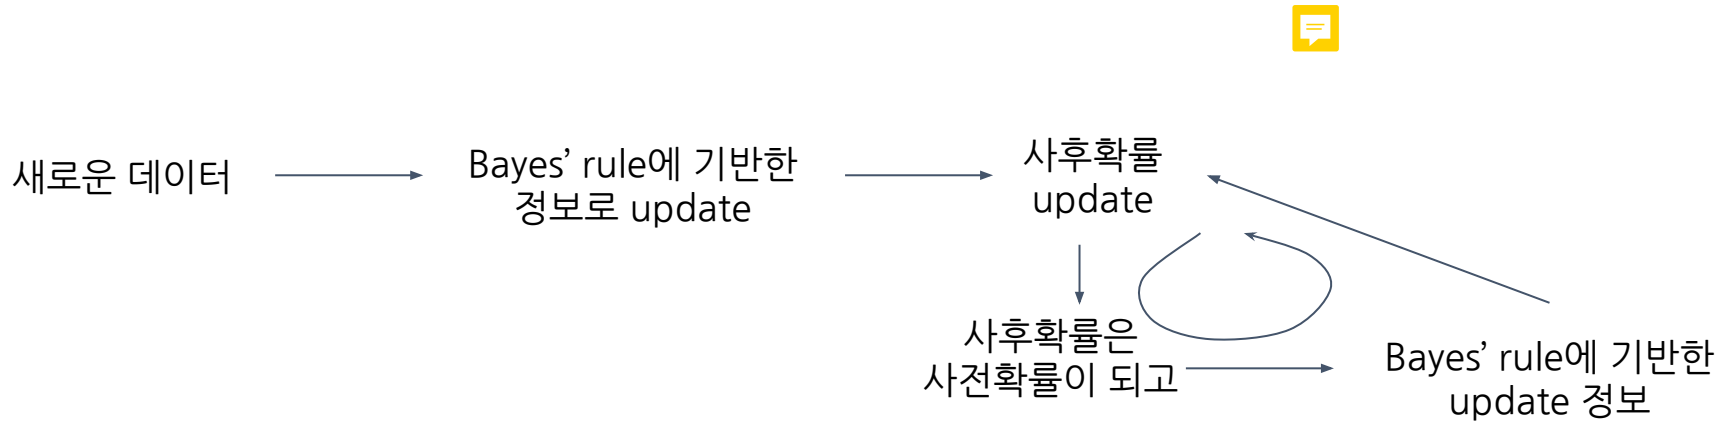 새로운 데이터
Bayes’ rule에 기반한
정보로 update
사후확률
update
사후확률은
사전확률이 되고
Bayes’ rule에 기반한
update 정보